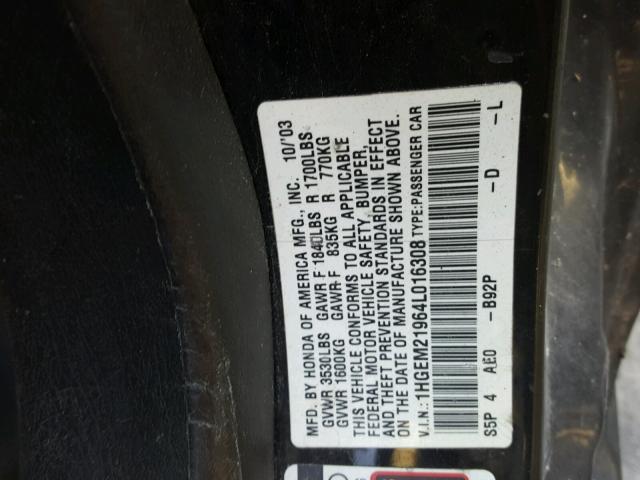 MFD. BY HONDA OF AMERICA MFG., INC. 10/'03
GVWR 3530LBS GAWR F 1840LBS R 1700LBS
GVWR 1600KG GAWR F 835KG R 770KG
THIS VEHICLE CONFORMS TO ALL APPLICABLE
FEDERAL MOTOR VEHICLE SAFETY, BUMPER,
AND THEFT PREVENTION STANDARDS IN EFFECT
ON THE DATE OF MANUFACTURE SHOWN ABOVE.
V.I.N.: 1HGEM21964L016308 TYPE: PASSENGER CAR
S5P 4 AE0 -B92P -D -L